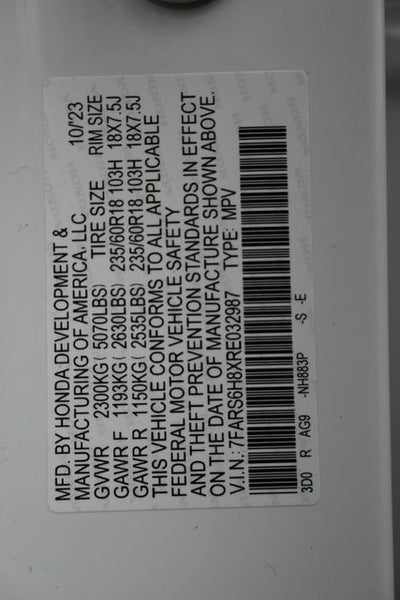 MFD. BY HONDA DEVELOPMENT &
MANUFACTURING OF AMERICA, LLC 10/'23
GVWR 2300KG( 5070LBS) TIRE SIZE RIM SIZE
GAWR F 1193KG( 2630LBS) 235/60R18 103H 18X7.5J
GAWR R 1150KG( 2535LBS) 235/60R18 103H 18X7.5J
THIS VEHICLE CONFORMS TO ALL APPLICABLE
FEDERAL MOTOR VEHICLE SAFETY
AND THEFT PREVENTION STANDARDS IN EFFECT
ON THE DATE OF MANUFACTURE SHOWN ABOVE.
V.I.N.: 7FARS6H8XRE032987 TYPE: MPV
3D0 R AG9 -NH883P -S -E